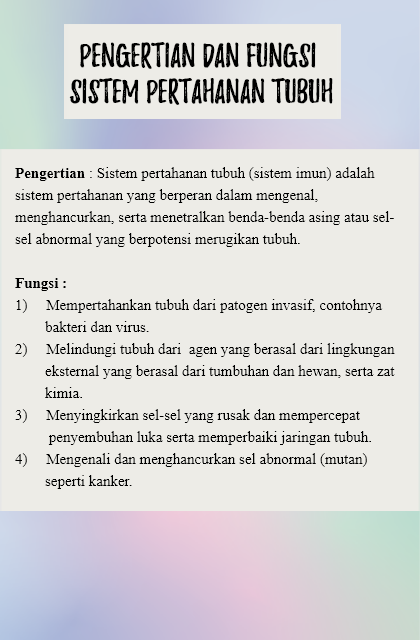 PENGERTIAN DAN FUNGSI
SISTEM PERTAHANAN TUBUH
Pengertian : Sistem pertahanan tubuh (sistem imun) adalah
sistem pertahanan yang berperan dalam mengenal,
menghancurkan, serta menetralkan benda-benda asing atau sel-
sel abnormal yang berpotensi merugikan tubuh.
Fungsi :
1) Mempertahankan tubuh dari patogen invasif, contohnya
bakteri dan virus.
2) Melindungi tubuh dari agen yang berasal dari lingkungan
eksternal yang berasal dari tumbuhan dan hewan, serta zat
kimia.
3) Menyingkirkan sel-sel yang rusak dan mempercepat
penyembuhan luka serta memperbaiki jaringan tubuh.
4) Mengenali dan menghancurkan sel abnormal (mutan)
seperti kanker.